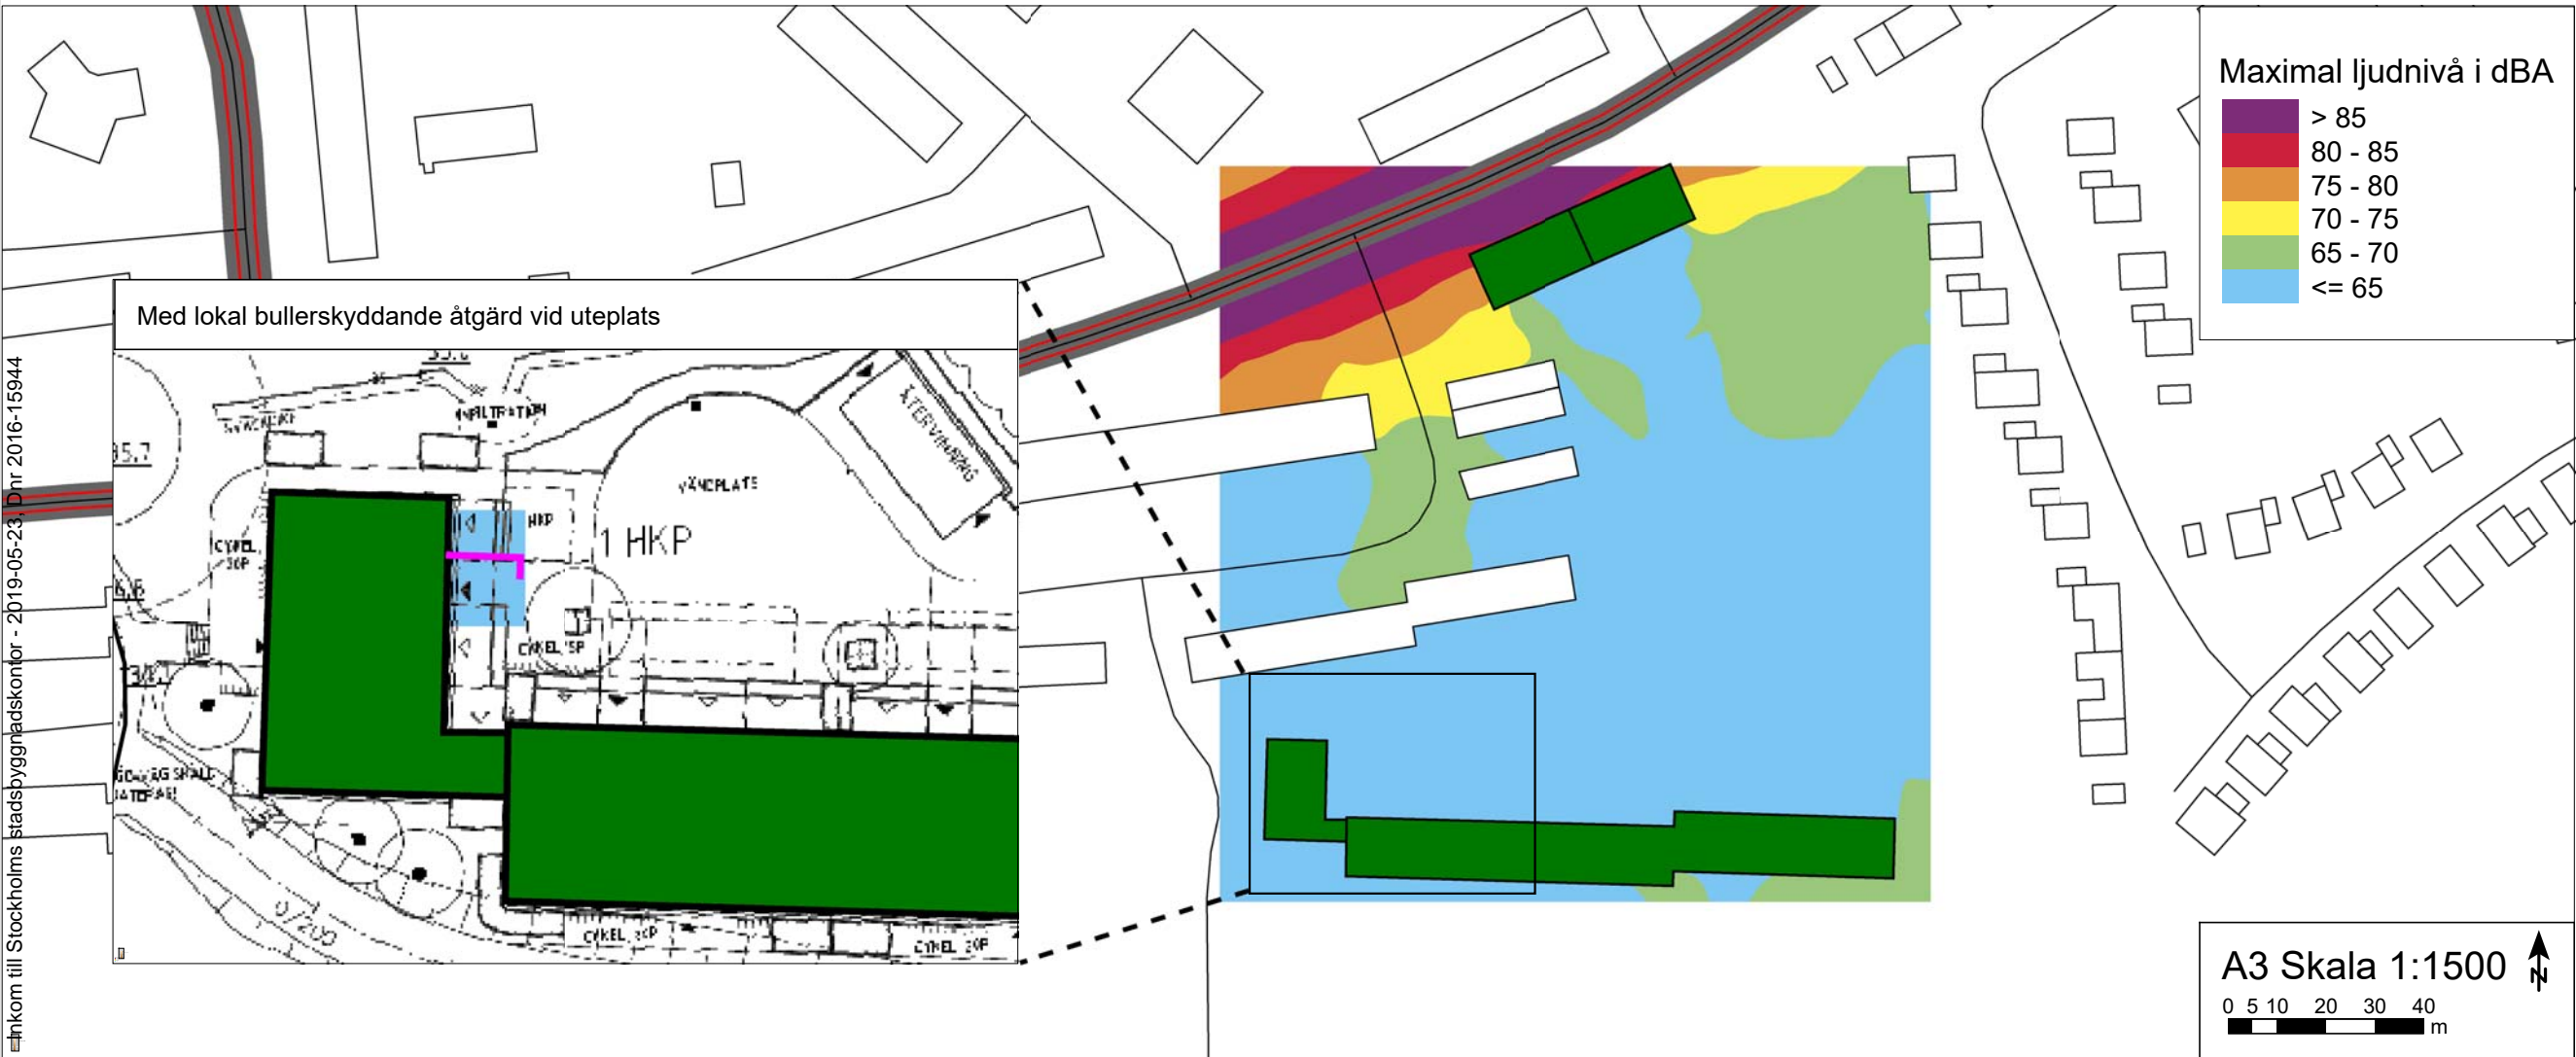 Maximal ljudnivå i dBA
> 85
80 - 85
75 - 80
70 - 75
65 - 70
<= 65
Med lokal bullerskyddande åtgärd vid uteplats
INFILTRATION
ÅTERVINNING
VÄNDPLATS
HKP
1 HKP
CYKEL
CYKEL
0/200
CYKEL
CYKEL 20P
Inkom till Stockholms stadsbyggnadskontor - 2019-05-23, Dnr 2016-15944
A3 Skala 1:1500
N
0 5 10 20 30 40
m